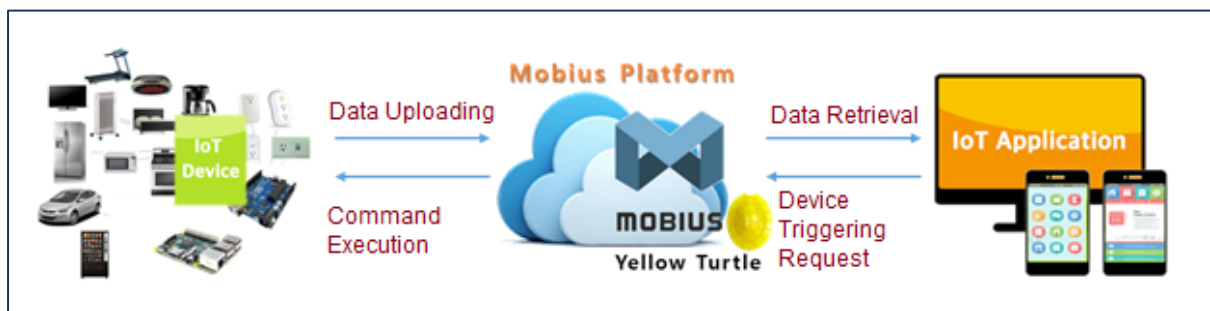 Mobius Platform
Data Uploading
Data Retrieval
IoT
Device
IoT Application
Command
Execution
MOBIUS
Yellow Turtle
Device
Triggering
Request